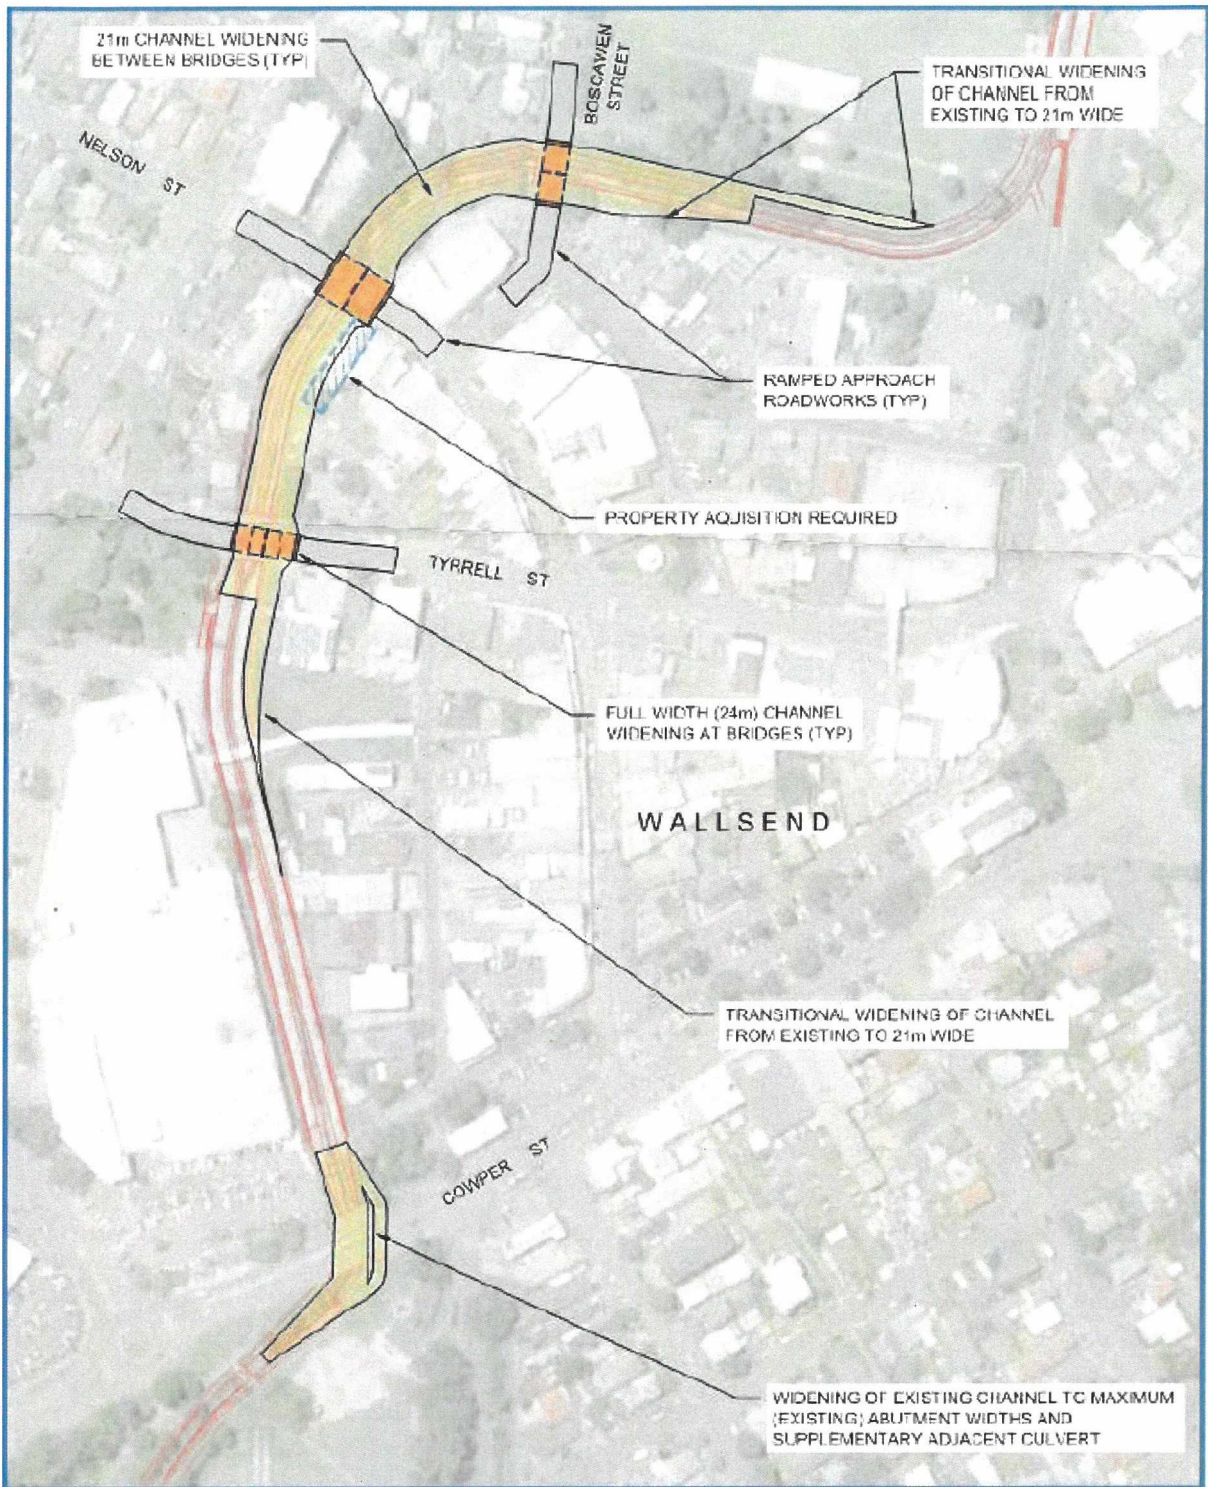 21m CHANNEL WIDENING
BETWEEN BRIDGES (TYP)
BOSCAWEN
STREET
TRANSITIONAL WIDENING
OF CHANNEL FROM
EXISTING TO 21m WIDE
NELSON ST
RAMPED APPROACH
ROADWORKS (TYP)
PROPERTY AQUISITION REQUIRED
TYRRELL ST
FULL WIDTH (24m) CHANNEL
WIDENING AT BRIDGES (TYP)
WALLSEND
TRANSITIONAL WIDENING OF CHANNEL
FROM EXISTING TO 21m WIDE
COWPER ST
WIDENING OF EXISTING CHANNEL TO MAXIMUM
(EXISTING) ABUTMENT WIDTHS AND
SUPPLEMENTARY ADJACENT CULVERT